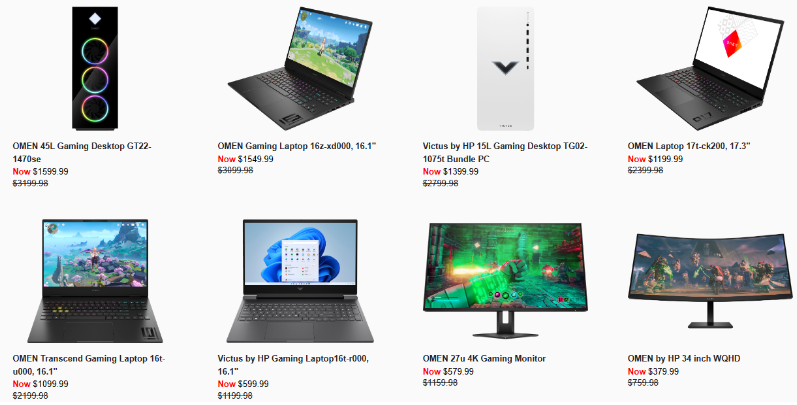 OMEN 45L Gaming Desktop GT22-
1470se
Now $1599.99
$3199.98
OMEN Gaming Laptop 16z-xd000, 16.1"
Now $1549.99
$3099.98
Victus by HP 15L Gaming Desktop TG02-
1075t Bundle PC
Now $1399.99
$2799.98
OMEN Laptop 17t-ck200, 17.3"
Now $1199.99
$2399.98
OMEN Transcend Gaming Laptop 16t-
u000, 16.1"
Now $1099.99
$2199.98
Victus by HP Gaming Laptop16t-r000,
16.1"
Now $599.99
$1199.98
OMEN 27u 4K Gaming Monitor
Now $579.99
$1159.98
OMEN by HP 34 inch WQHD
Now $379.99
$759.98